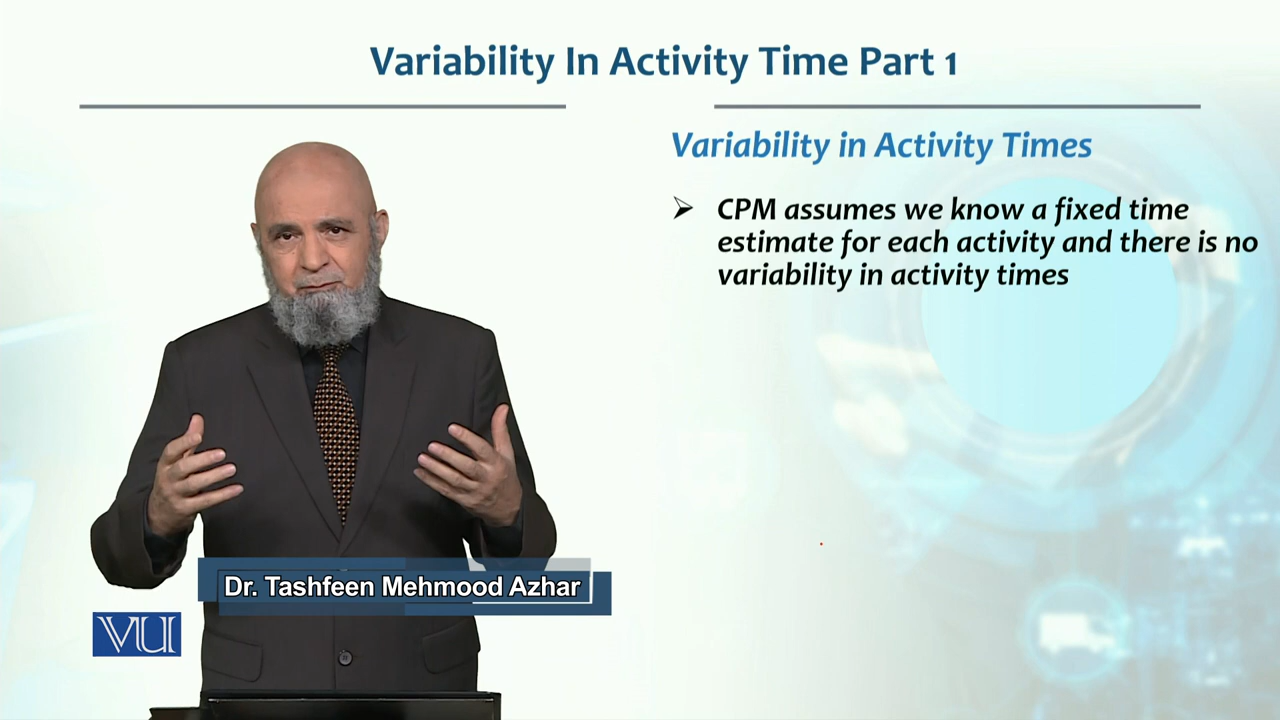 Variability In Activity Time Part 1
Variability in Activity Times
➢ CPM assumes we know a fixed time
estimate for each activity and there is no
variability in activity times
Dr. Tashfeen Mehmood Azhar
VU